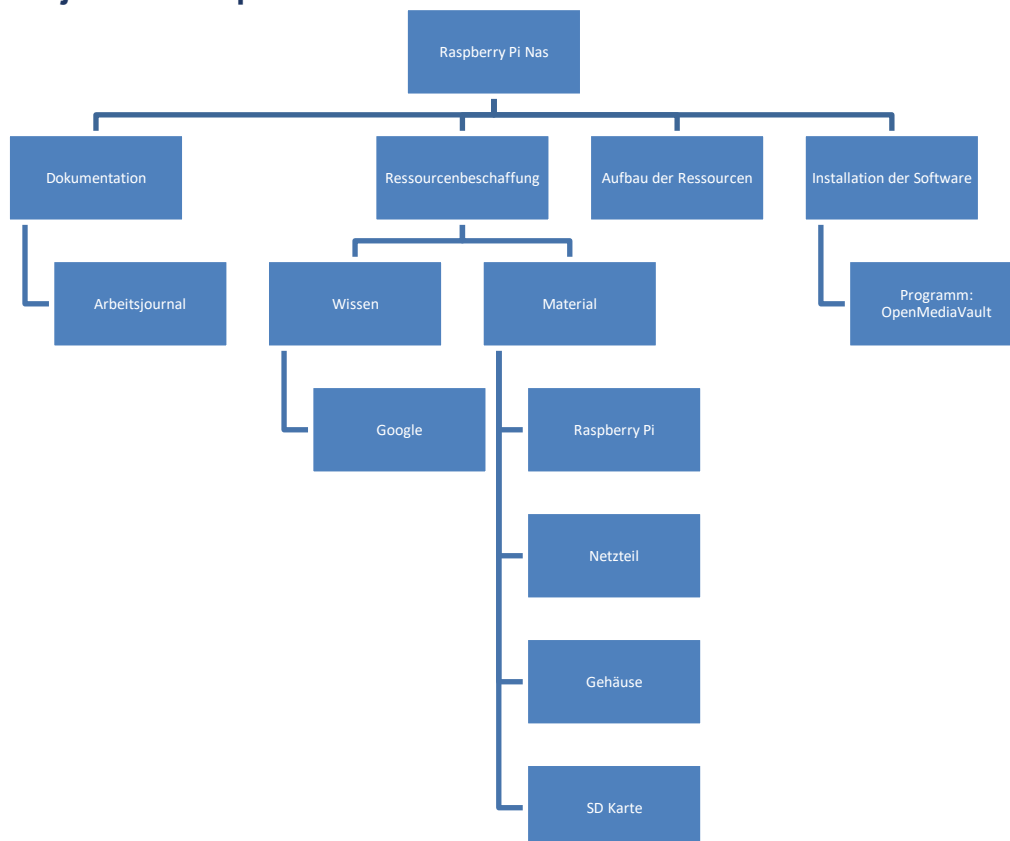 Raspberry Pi Nas
Dokumentation
Ressourcenbeschaffung
Aufbau der Ressourcen
Installation der Software
Arbeitsjournal
Wissen
Material
Programm:
OpenMediaVault
Google
Raspberry Pi
Netzteil
Gehäuse
SD Karte